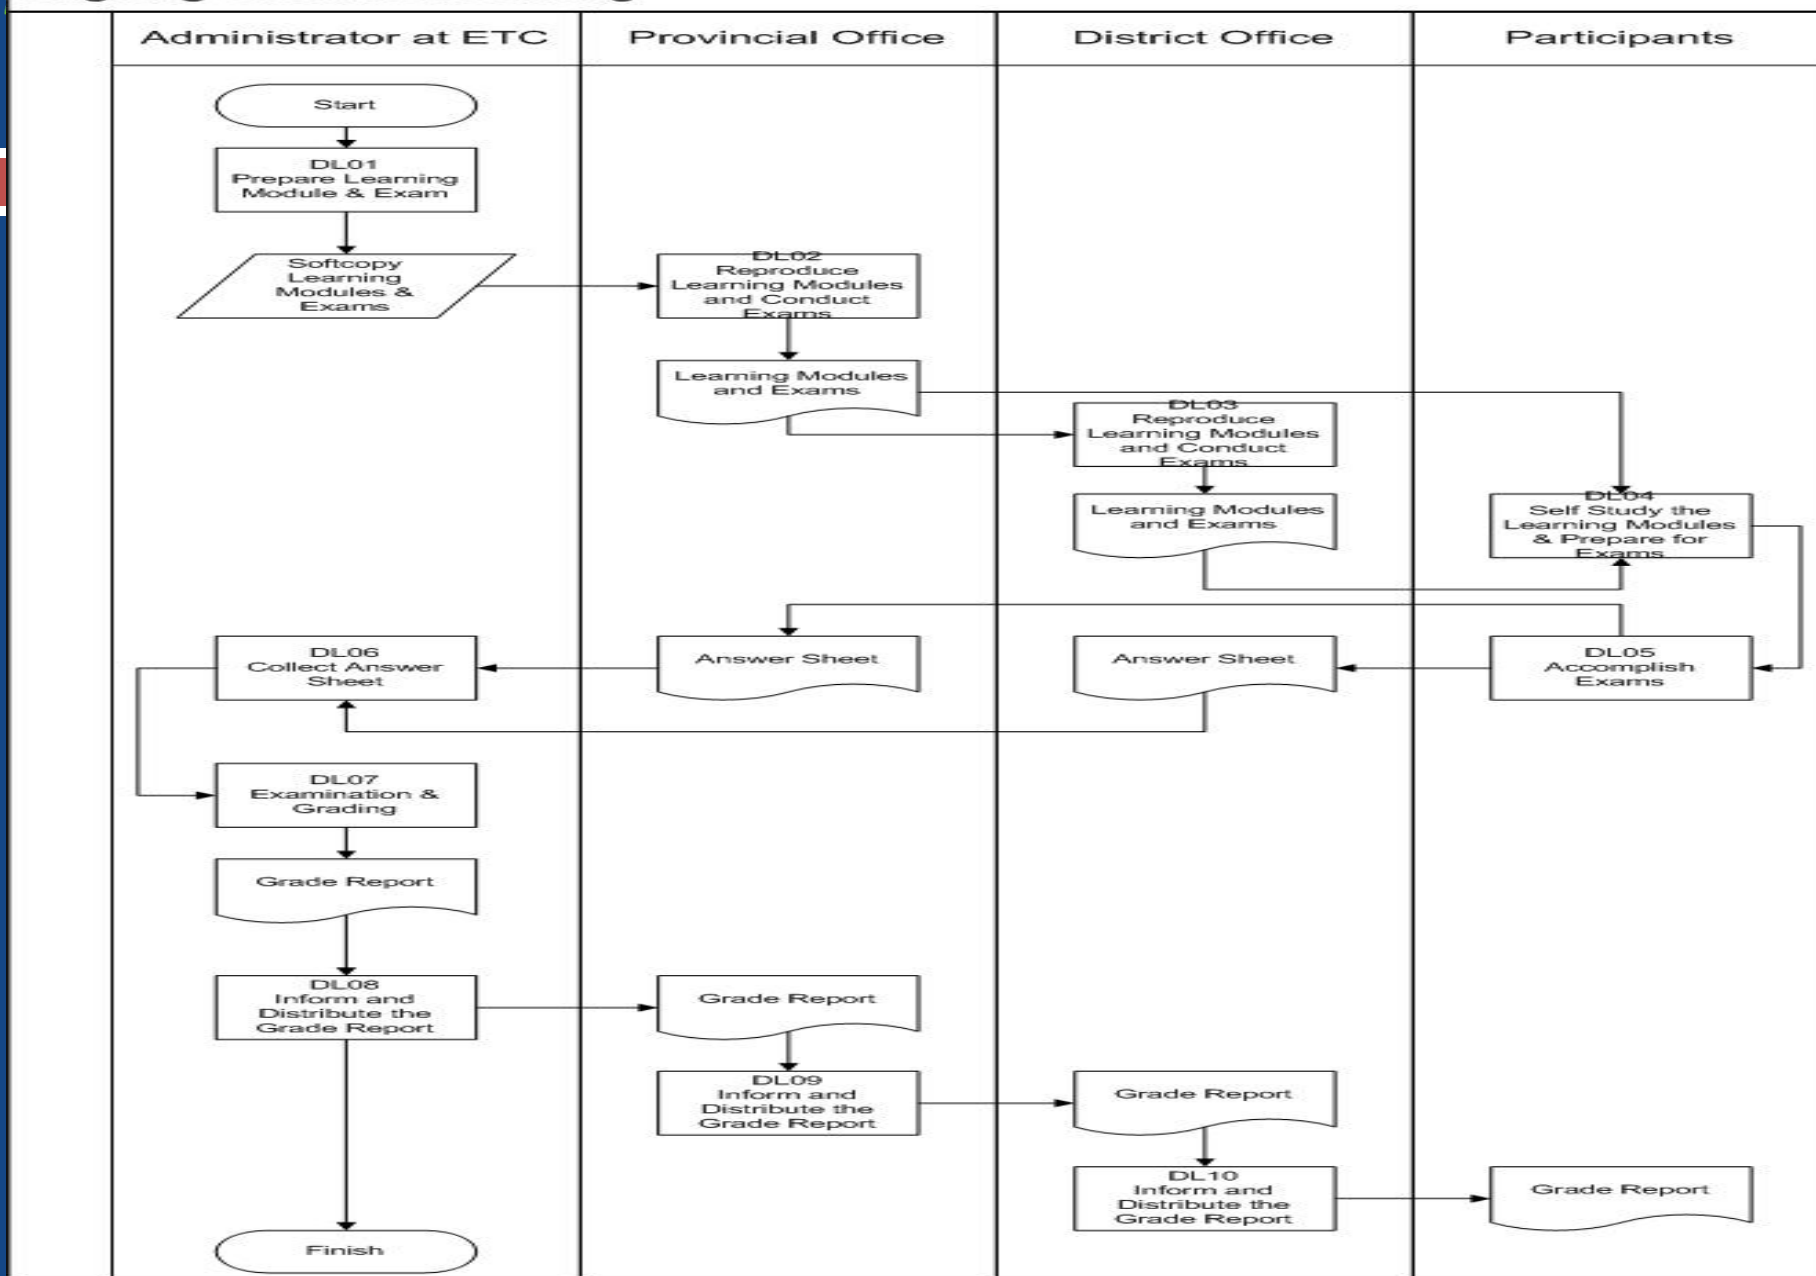 Administrator at ETC
Provincial Office
District Office
Participants
Start
DL01
Prepare Learning
Module & Exam
Softcopy
Learning
Modules &
Exams
DL02
Reproduce
Learning Modules
and Conduct
Exams
Learning Modules
and Exams
DL03
Reproduce
Learning Modules
and Conduct
Exams
Learning Modules
and Exams
DL04
Self Study the
Learning Modules
& Prepare for
Exams
DL06
Collect Answer
Sheet
Answer Sheet
Answer Sheet
DL05
Accomplish
Exams
DL07
Examination &
Grading
Grade Report
DL08
Inform and
Distribute the
Grade Report
Grade Report
DL09
Inform and
Distribute the
Grade Report
Grade Report
DL10
Inform and
Distribute the
Grade Report
Grade Report
Finish